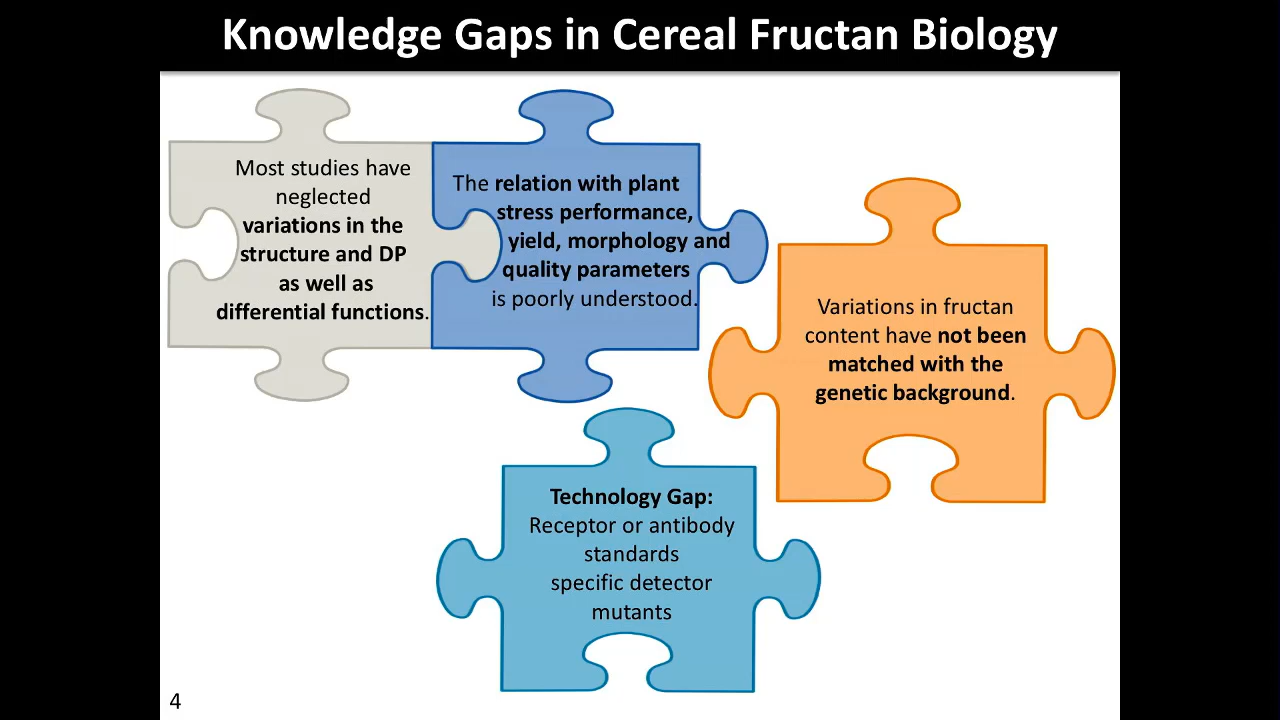 Knowledge Gaps in Cereal Fructan Biology
Most studies have
neglected
variations in the
structure and DP
as well as
differential functions.
The relation with plant
stress performance,
yield, morphology and
quality parameters
is poorly understood.
Variations in fructan
content have not been
matched with the
genetic background.
Technology Gap:
Receptor or antibody
standards
specific detector
mutants
4